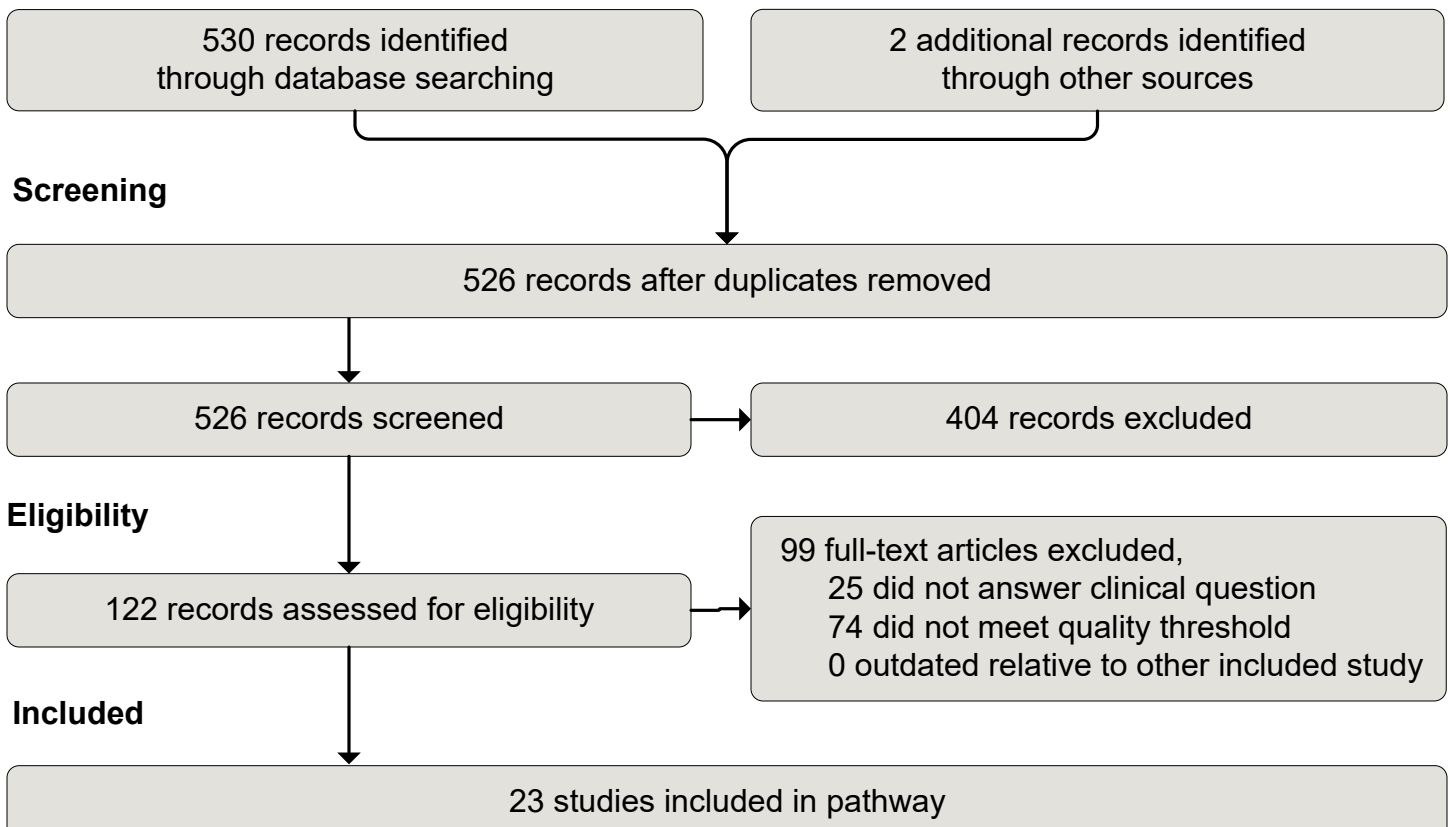 530 records identified
through database searching
2 additional records identified
through other sources
Screening
526 records after duplicates removed
526 records screened
404 records excluded
Eligibility
122 records assessed for eligibility
99 full-text articles excluded,
25 did not answer clinical question
74 did not meet quality threshold
0 outdated relative to other included study
Included
23 studies included in pathway